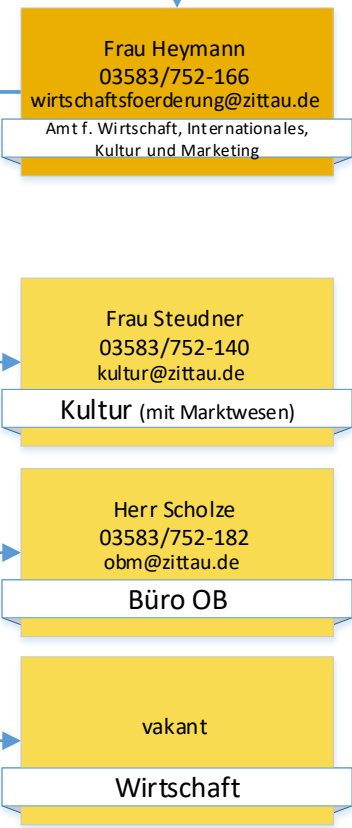 Frau Heymann
03583/752-166
wirtschaftsfoerderung@zittau.de
Amt f. Wirtschaft, Internationales,
Kultur und Marketing
Frau Steudner
03583/752-140
kultur@zittau.de
Kultur (mit Marktwesen)
Herr Scholze
03583/752-182
obm@zittau.de
Büro OB
vakant
Wirtschaft